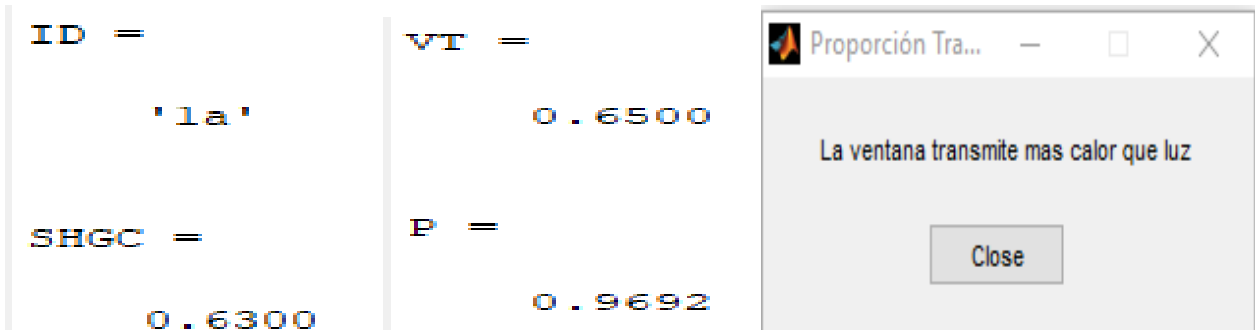 ID =
'1a'
SHGC =
0.6300
VT =
0.6500
P =
0.9692
Proporción Tra...
La ventana transmite mas calor que luz
Close